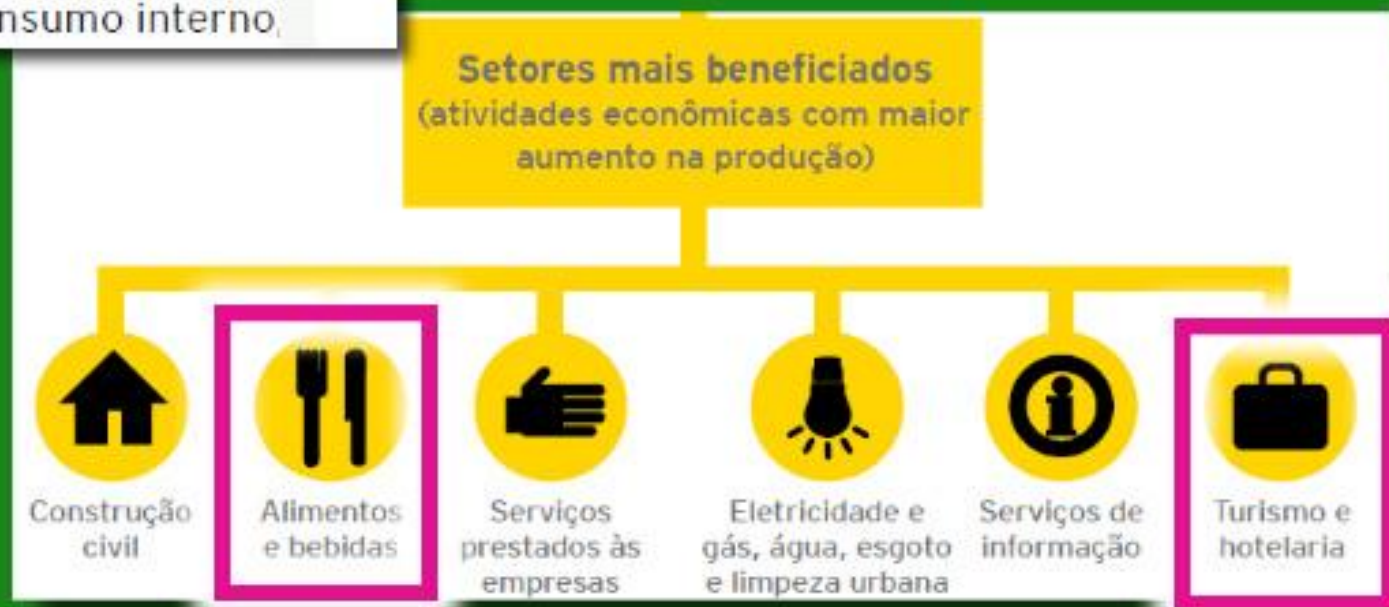 nsumo interno,
Setores mais beneficiados
(atividades econômicas com maior
aumento na produção)
Construção
civil
Alimentos
e bebidas
Serviços
prestados às
empresas
Eletricidade e
gás, água, esgoto
e limpeza urbana
Serviços de
informação
Turismo e
hotelaria